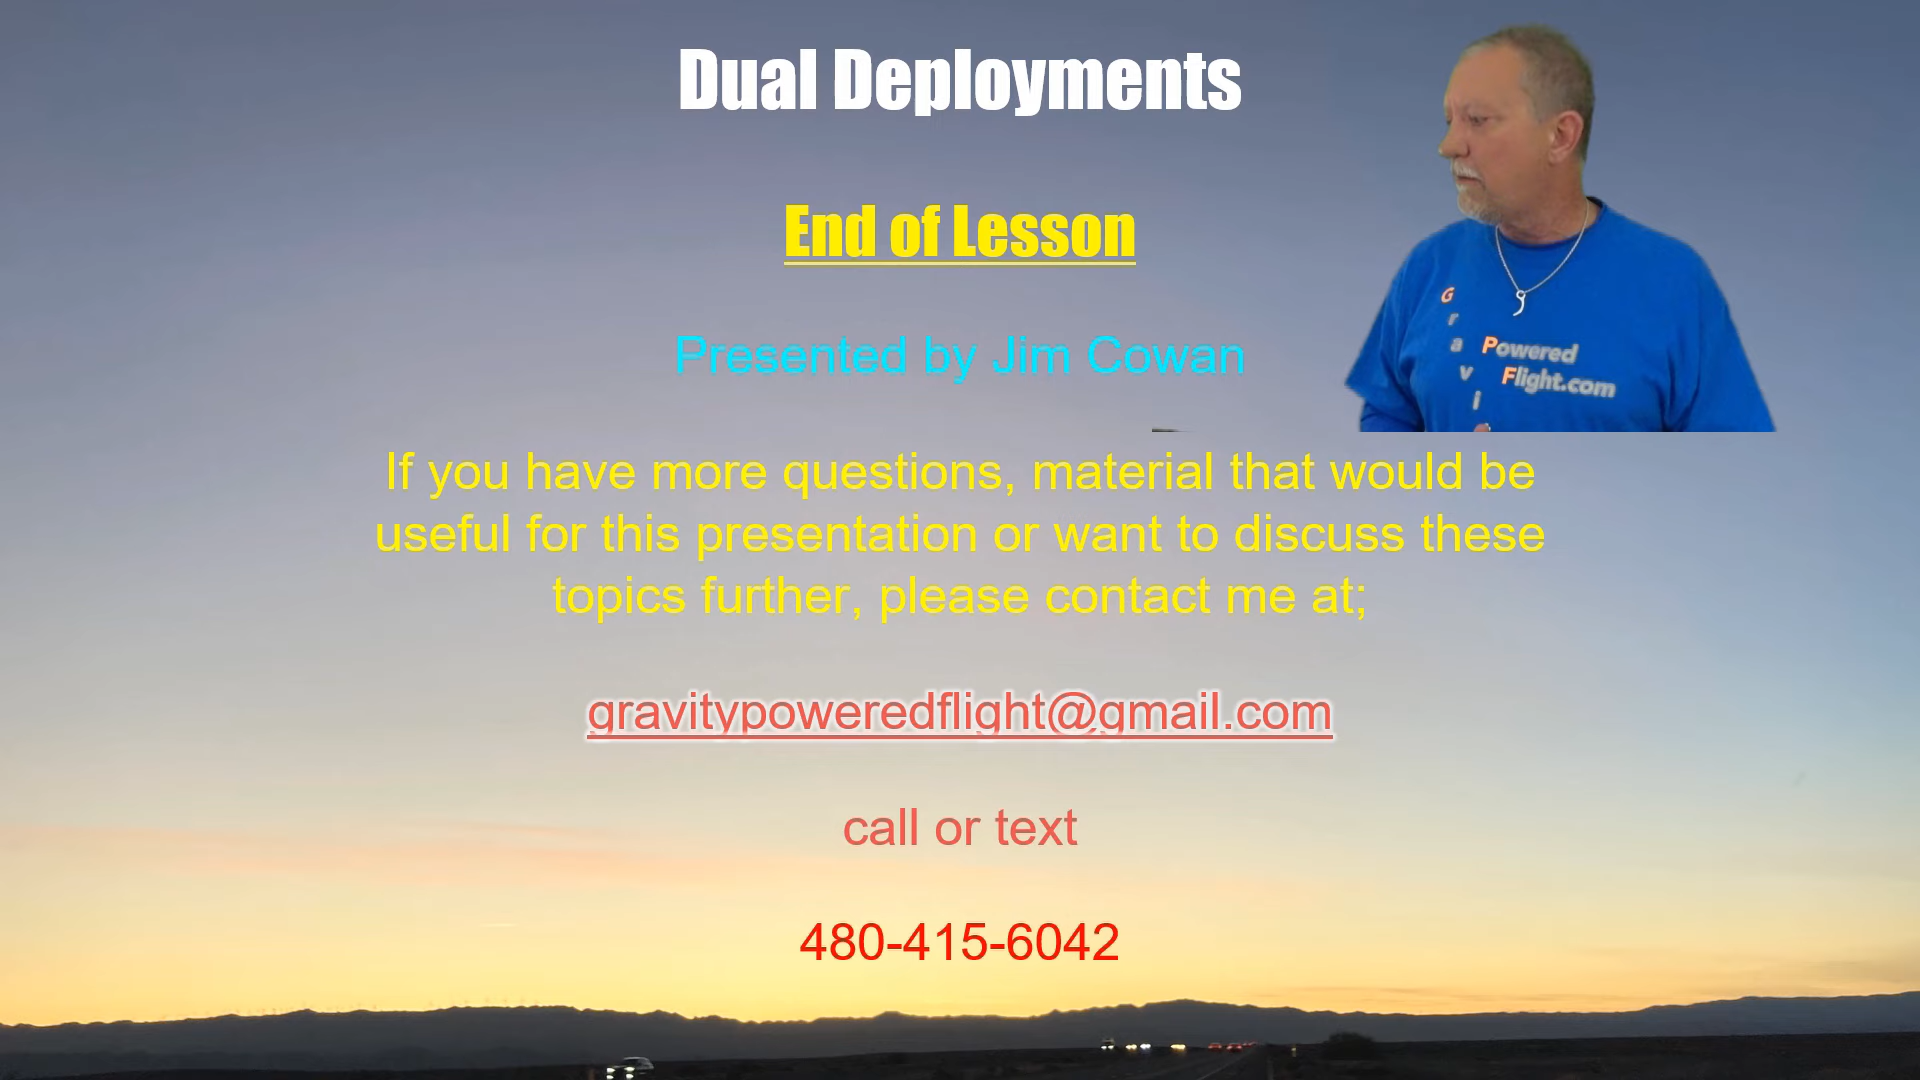 Dual Deployments
End of Lesson
Presented by Jim Cowan
G
r
a
v
i
Powered
Flight.com
If you have more questions, material that would be
useful for this presentation or want to discuss these
topics further, please contact me at;
gravitypoweredflight@gmail.com
call or text
480-415-6042